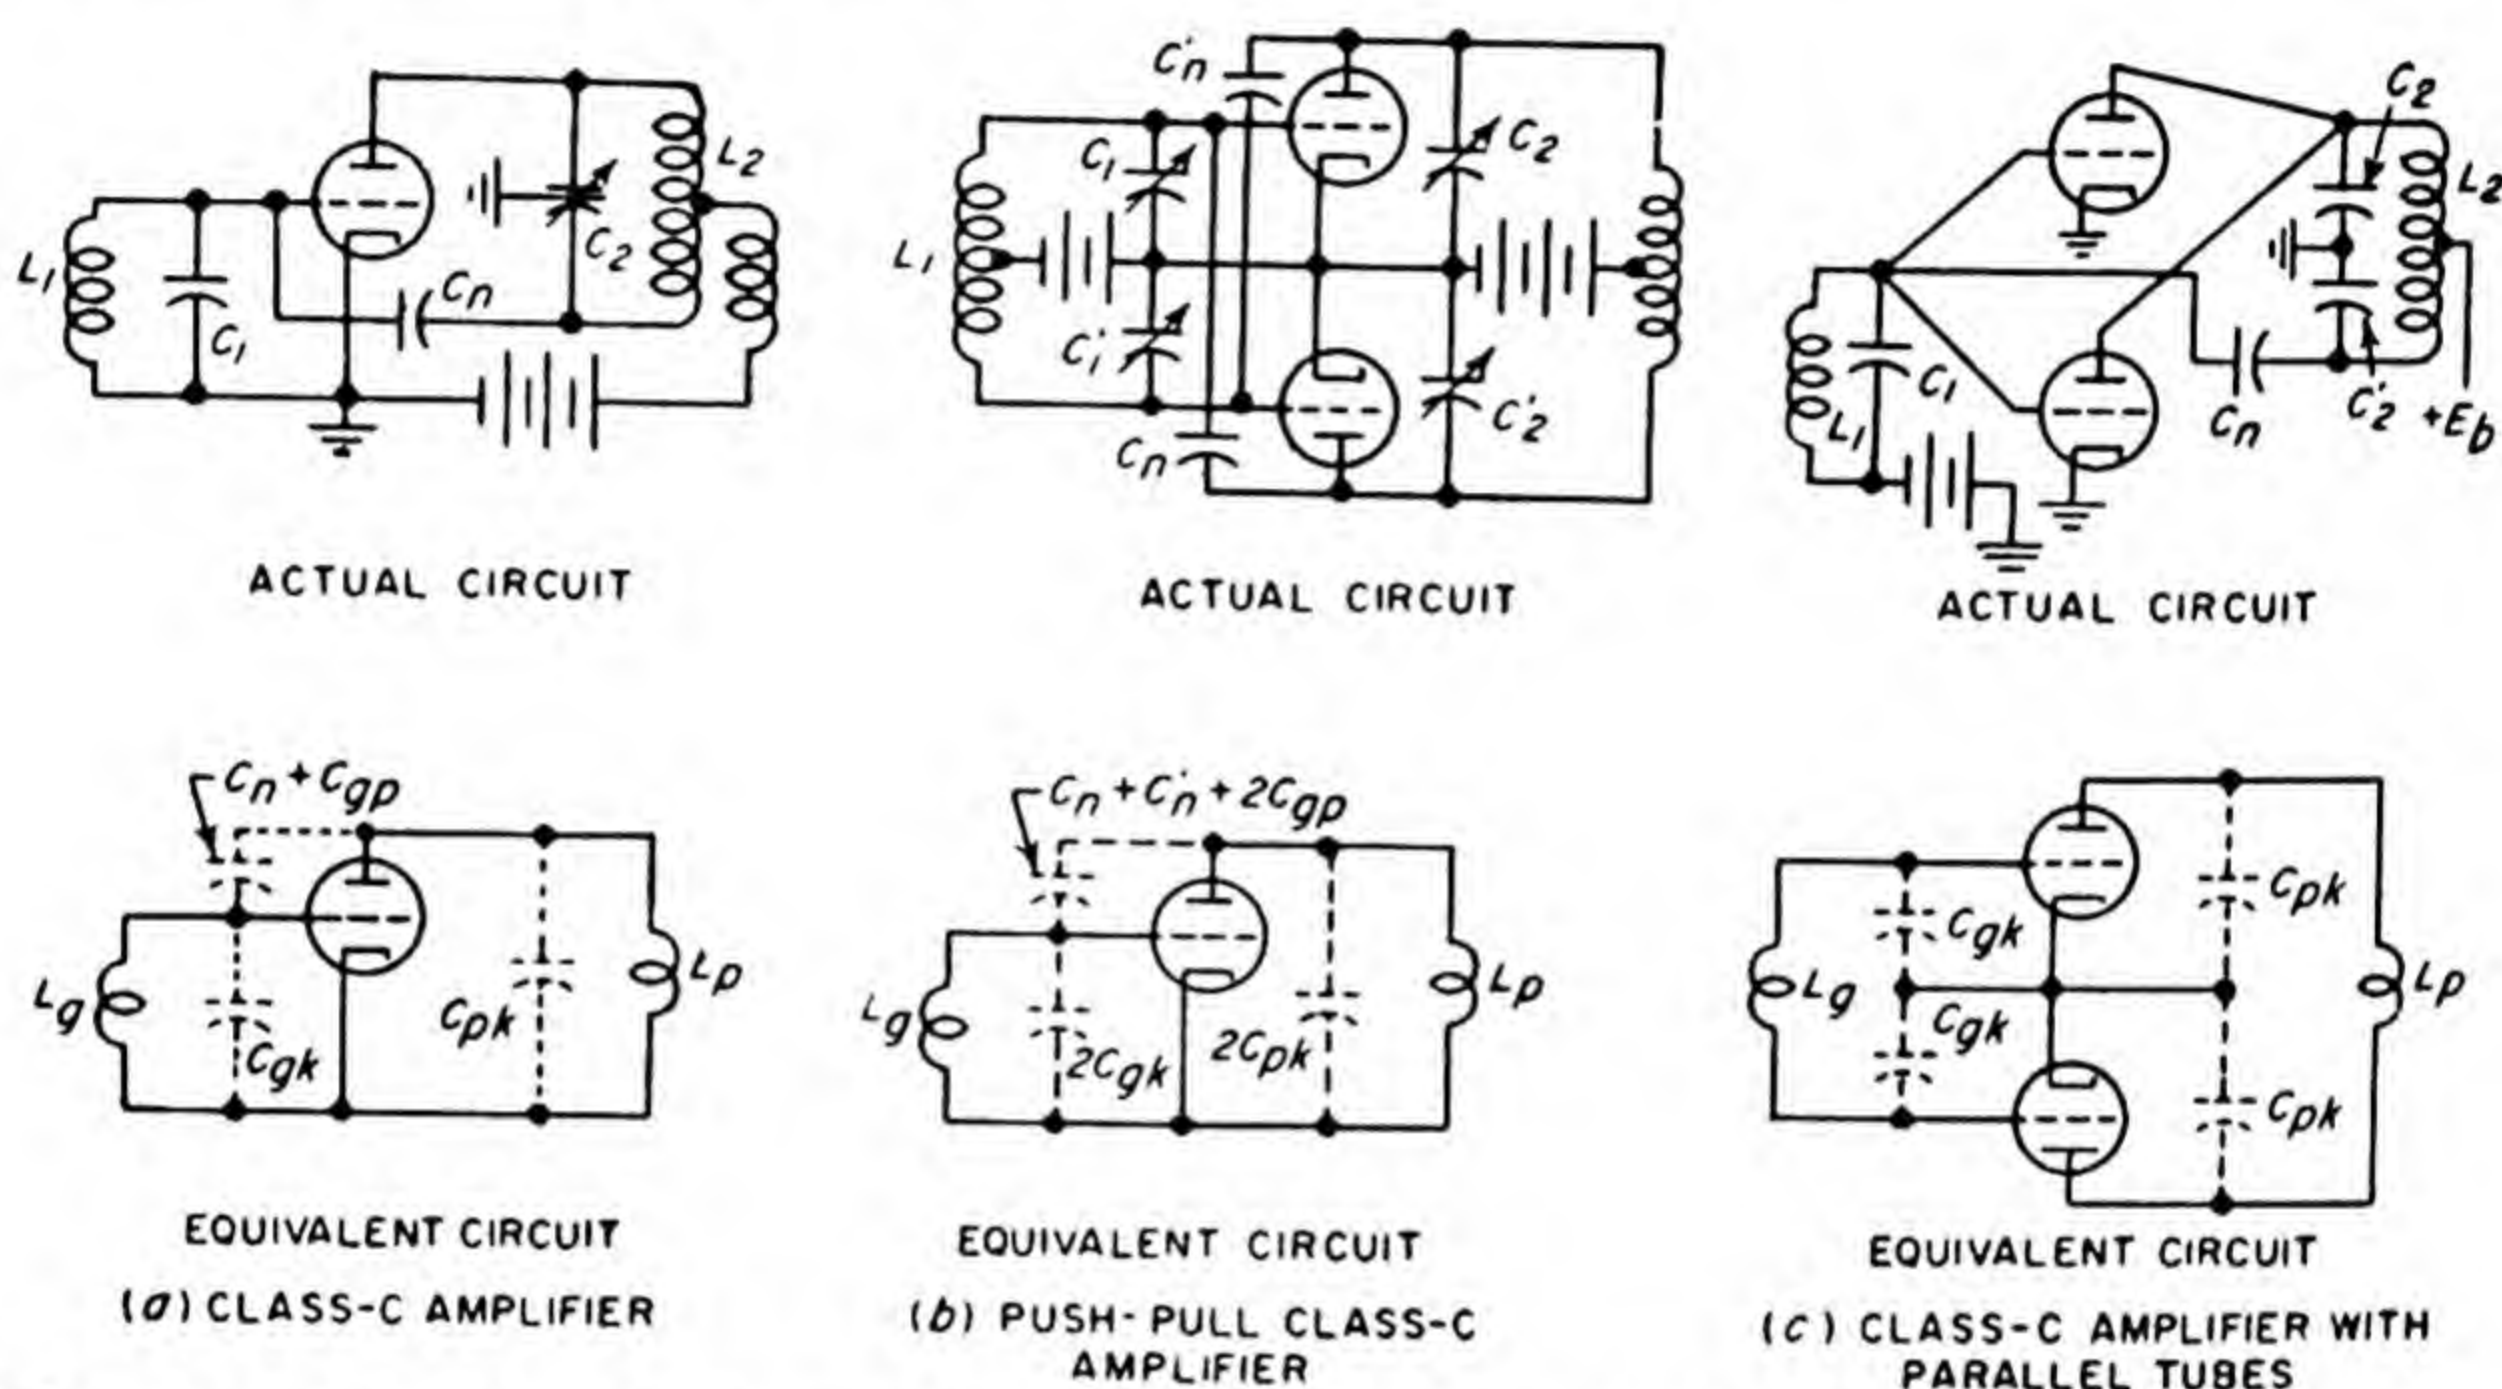 L1
C1
Cn
C2
L2
ACTUAL CIRCUIT
C'n
L1
C1
C'1
Cn
C2
C'2
ACTUAL CIRCUIT
L1
C1
Cn
C2
L2
C'2
+Eb
ACTUAL CIRCUIT
Cn + Cgp
Lg
Cgk
Cpk
Lp
EQUIVALENT CIRCUIT
(a) CLASS-C AMPLIFIER
Cn + C'n + 2Cgp
Lg
2Cgk
2Cpk
Lp
EQUIVALENT CIRCUIT
(b) PUSH-PULL CLASS-C
AMPLIFIER
Lg
Cgk
Cgk
Cpk
Cpk
Lp
EQUIVALENT CIRCUIT
(c) CLASS-C AMPLIFIER WITH
PARALLEL TUBES